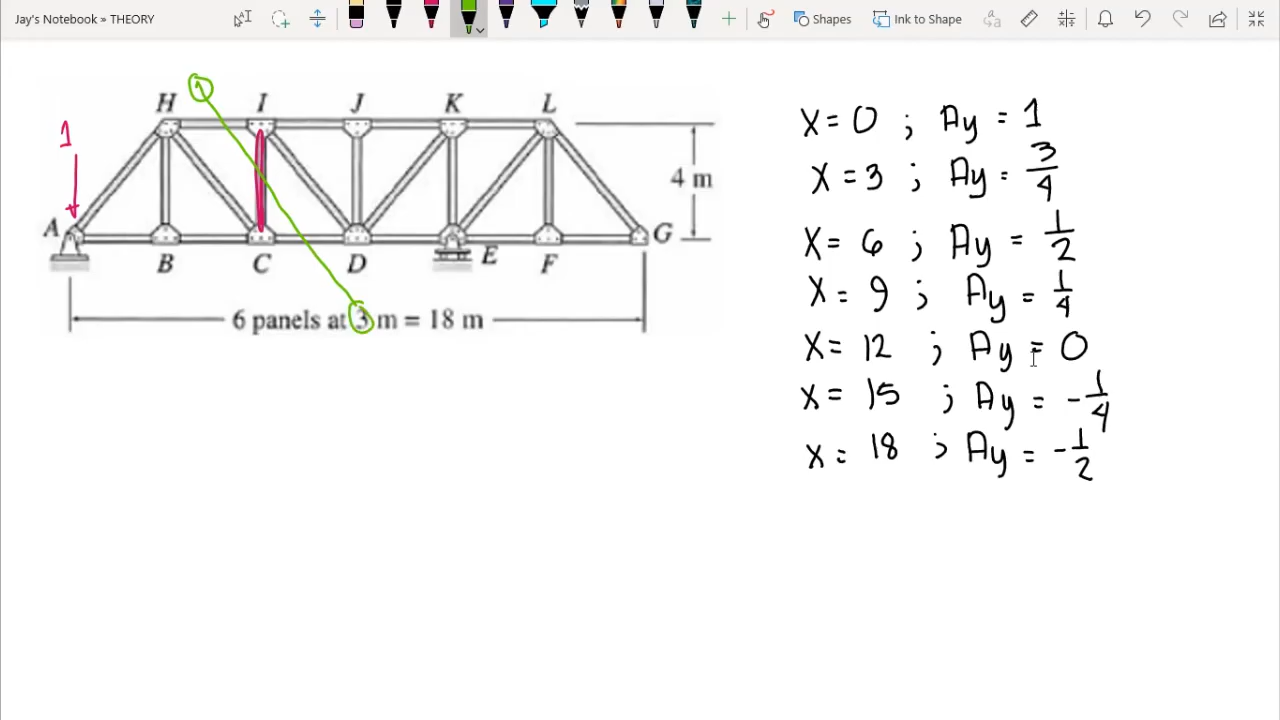 Jay's Notebook » THEORY
Shapes
Ink to Shape
1
H I J K L
1
4 m
A
B C D E F G
6 panels at 3 m = 18 m
X = 0 ; Ay = 1
X = 3 ; Ay = 3/4
X = 6 ; Ay = 1/2
X = 9 ; Ay = 1/4
X = 12 ; Ay = 0
X = 15 ; Ay = -1/4
X = 18 ; Ay = -1/2